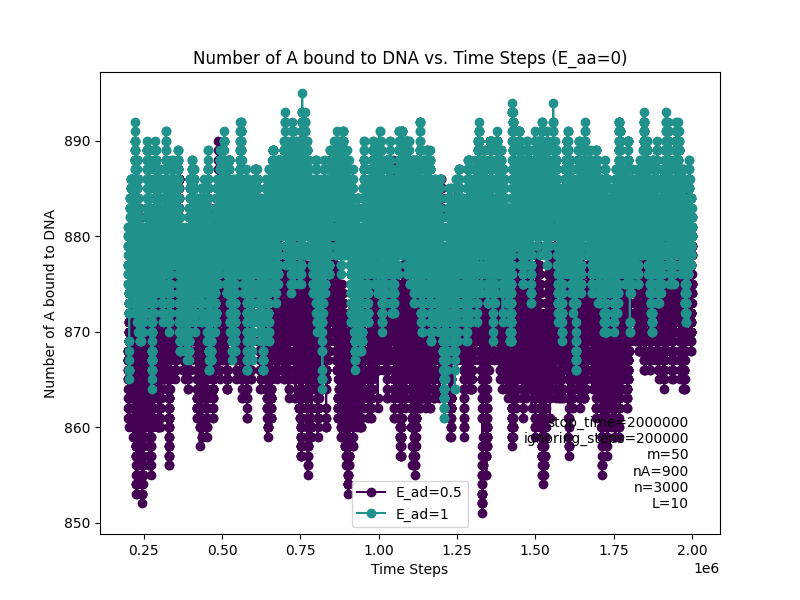 Number of A bound to DNA vs. Time Steps (E_aa=0)
Number of A bound to DNA
890
880
870
860
850
stop_time=2000000
ignoring_steps=200000
m=50
nA=900
n=3000
L=10
E_ad=0.5
E_ad=1
0.25 0.50 0.75 1.00 1.25 1.50 1.75 2.00
1e6
Time Steps